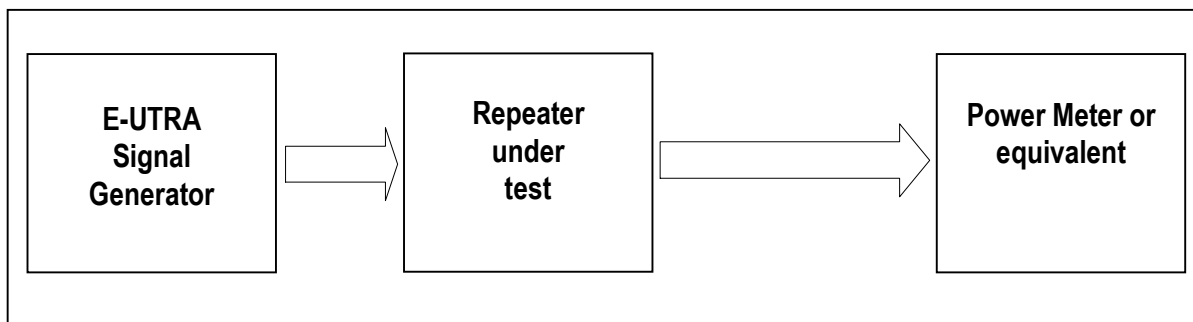 E-UTRA
Signal
Generator
Repeater
under
test
Power Meter or
equivalent